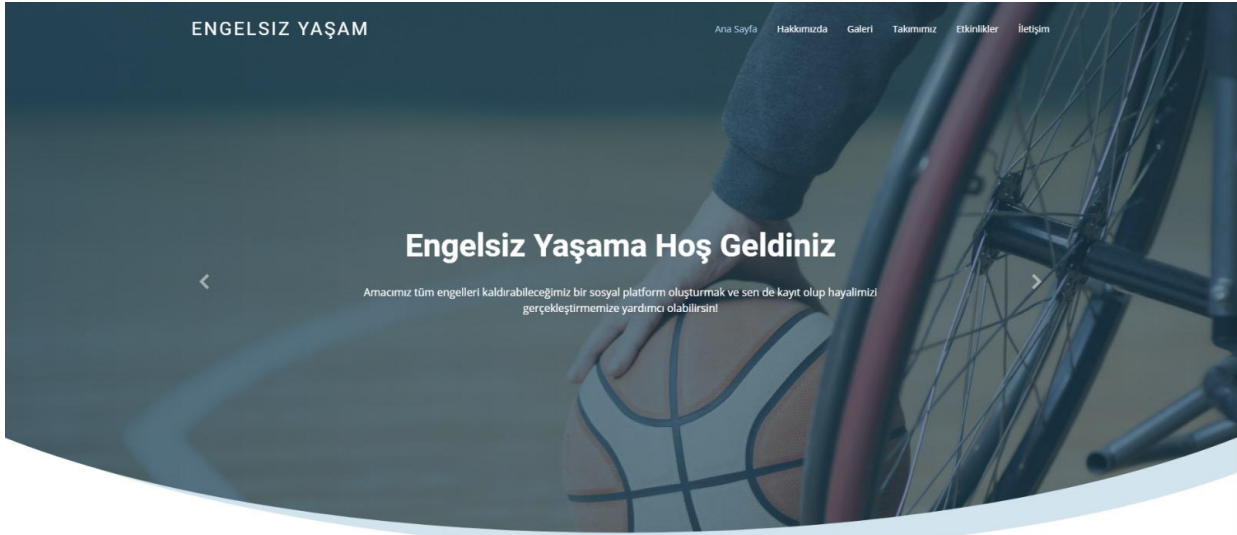 ENGELSIZ YAŞAM
Ana Sayfa Hakkımızda Galeri Takımımız Etkinlikler İletişim
Engelsiz Yaşama Hoş Geldiniz
Amacımız tüm engelleri kaldırabileceğimiz bir sosyal platform oluşturmak ve sen de kayıt olup hayalimizi
gerçekleştirmemize yardımcı olabilirsin!